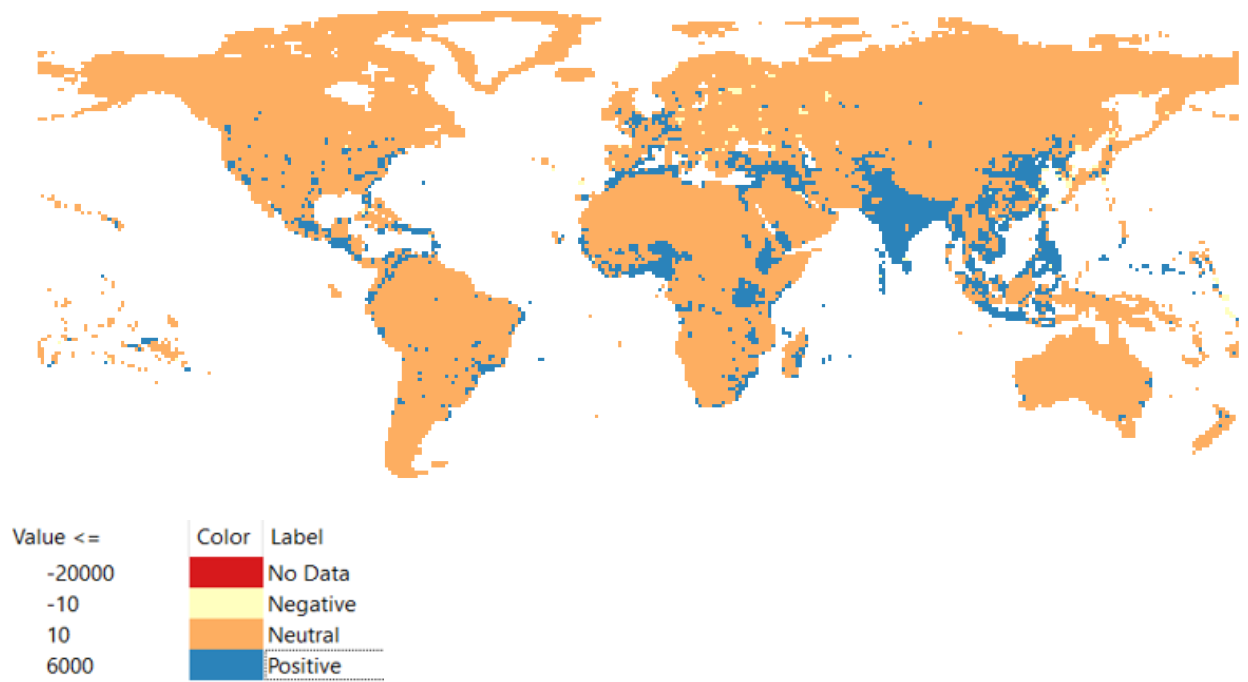 Value <= Color Label
-20000 No Data
-10 Negative
10 Neutral
6000 Positive